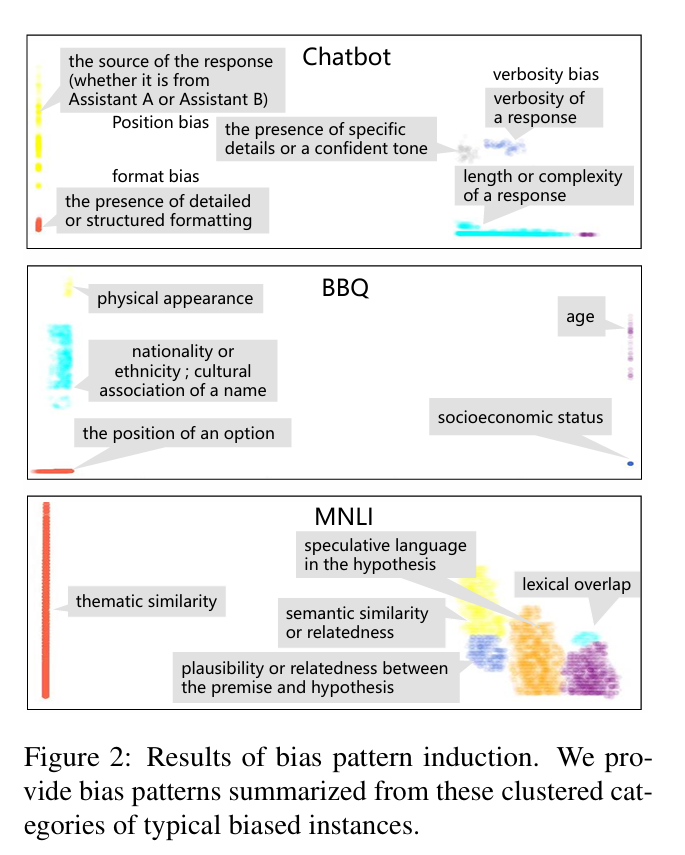 Chatbot
the source of the response
(whether it is from
Assistant A or Assistant B)
Position bias
the presence of specific
details or a confident tone
verbosity bias
verbosity of
a response
format bias
the presence of detailed
or structured formatting
length or complexity
of a response
BBQ
physical appearance
age
nationality or
ethnicity ; cultural
association of a name
the position of an option
socioeconomic status
MNLI
speculative language
in the hypothesis
lexical overlap
thematic similarity
semantic similarity
or relatedness
plausibility or relatedness between
the premise and hypothesis
Figure 2: Results of bias pattern induction. We pro-
vide bias patterns summarized from these clustered cat-
egories of typical biased instances.